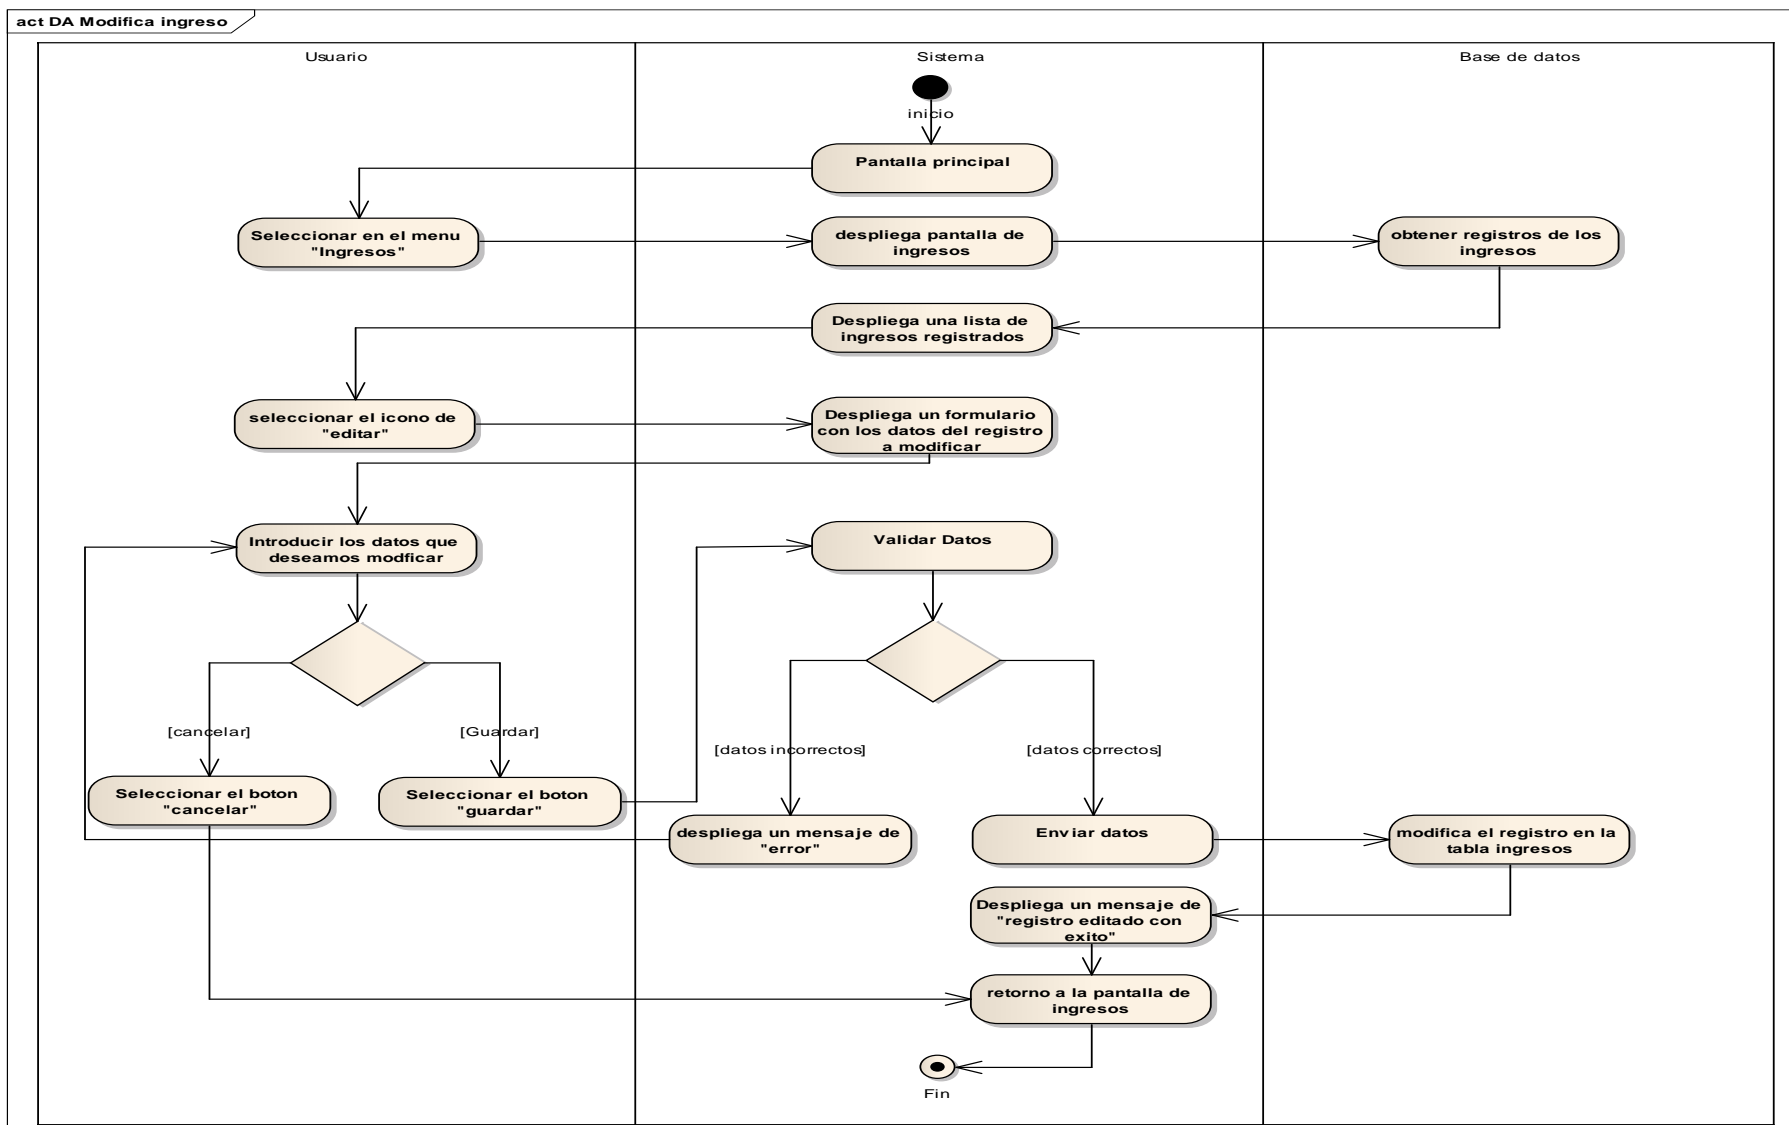 act DA Modifica ingreso
Usuario
Sistema
Base de datos
inicio
Pantalla principal
Seleccionar en el menu
"Ingresos"
despliega pantalla de
ingresos
obtener registros de los
ingresos
Despliega una lista de
ingresos registrados
seleccionar el icono de
"editar"
Despliega un formulario
con los datos del registro
a modificar
Introducir los datos que
deseamos modficar
Validar Datos
[cancelar]
[Guardar]
[datos incorrectos]
[datos correctos]
Seleccionar el boton
"cancelar"
Seleccionar el boton
"guardar"
despliega un mensaje de
"error"
Enviar datos
modifica el registro en la
tabla ingresos
Despliega un mensaje de
"registro editado con
exito"
retorno a la pantalla de
ingresos
Fin